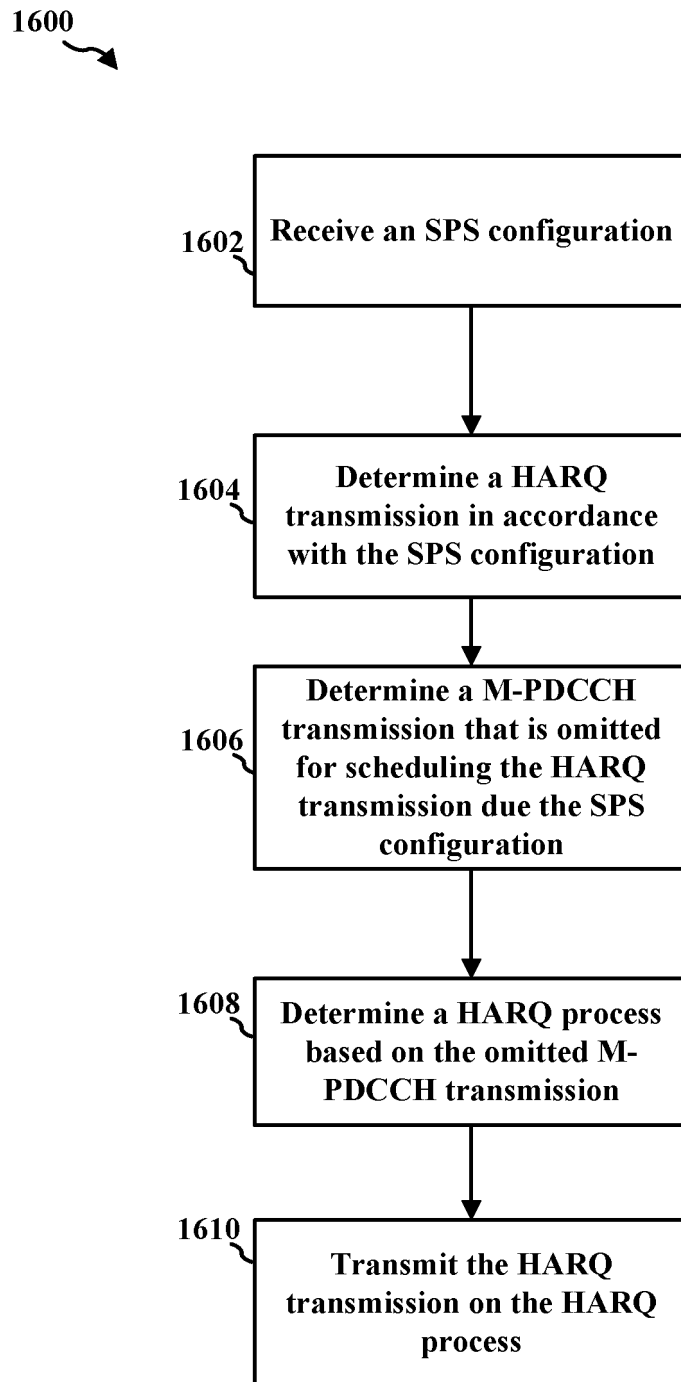 1600
1602
Receive an SPS configuration
1604
Determine a HARQ
transmission in accordance
with the SPS configuration
1606
Determine a M-PDCCH
transmission that is omitted
for scheduling the HARQ
transmission due the SPS
configuration
1608
Determine a HARQ process
based on the omitted M-
PDCCH transmission
1610
Transmit the HARQ
transmission on the HARQ
process